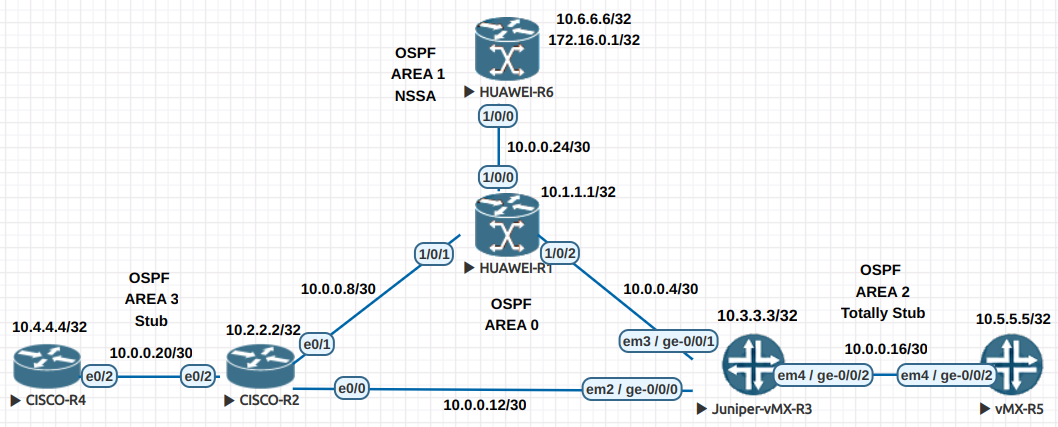 10.6.6.6/32
172.16.0.1/32
OSPF
AREA 1
NSSA
HUAWEI-R6
1/0/0
10.0.0.24/30
1/0/0
10.1.1.1/32
HUAWEI-R1
1/0/1
1/0/2
10.0.0.8/30
10.0.0.4/30
OSPF
AREA 0
OSPF
AREA 3
Stub
OSPF
AREA 2
Totally Stub
10.4.4.4/32
10.2.2.2/32
10.3.3.3/32
10.5.5.5/32
e0/1
em3 / ge-0/0/1
10.0.0.20/30
10.0.0.16/30
e0/2
e0/2
e0/0
em2 / ge-0/0/0
em4 / ge-0/0/2
em4 / ge-0/0/2
CISCO-R4
CISCO-R2
10.0.0.12/30
Juniper-vMX-R3
vMX-R5